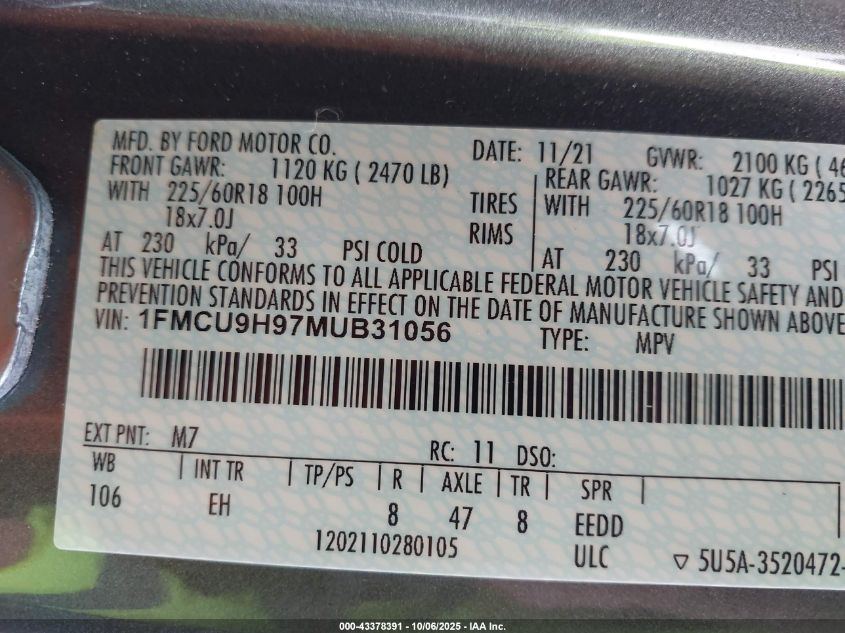 MFD. BY FORD MOTOR CO. DATE: 11/21 GVWR: 2100 KG ( 46
FRONT GAWR: 1120 KG ( 2470 LB) REAR GAWR: 1027 KG ( 2265
WITH 225/60R18 100H TIRES WITH 225/60R18 100H
18x7.0J RIMS 18x7.0J
AT 230 kPa/ 33 PSI COLD AT 230 kPa/ 33 PSI
THIS VEHICLE CONFORMS TO ALL APPLICABLE FEDERAL MOTOR VEHICLE SAFETY AND
PREVENTION STANDARDS IN EFFECT ON THE DATE OF MANUFACTURE SHOWN ABOVE
VIN: 1FMCU9H97MUB31056 TYPE: MPV
EXT PNT: M7 RC: 11 DSO:
WB INT TR TP/PS R AXLE TR SPR
106 EH 8 47 8 EEDD
1202110280105 ULC ▽ 5U5A-3520472-
000-43378391 - 10/06/2025 - IAA Inc.